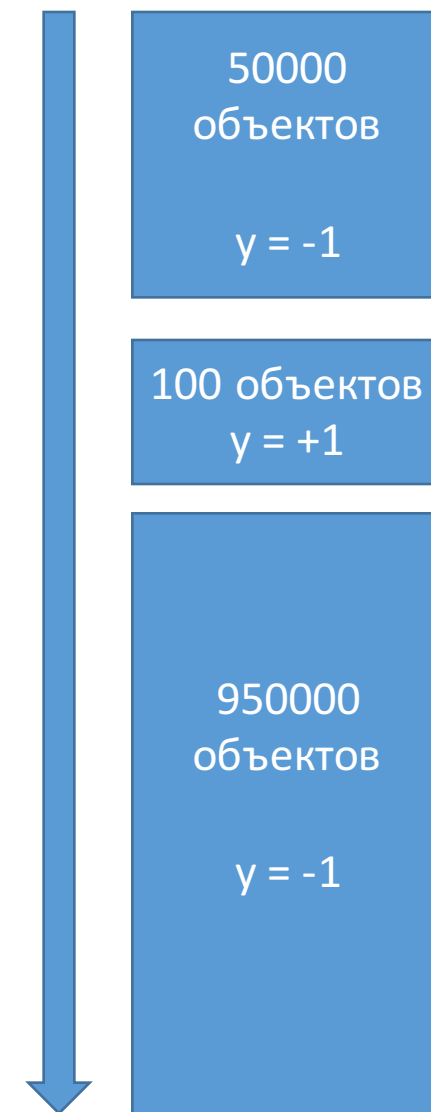 50000
объектов
y = -1
100 объектов
y = +1
950000
объектов
y = -1